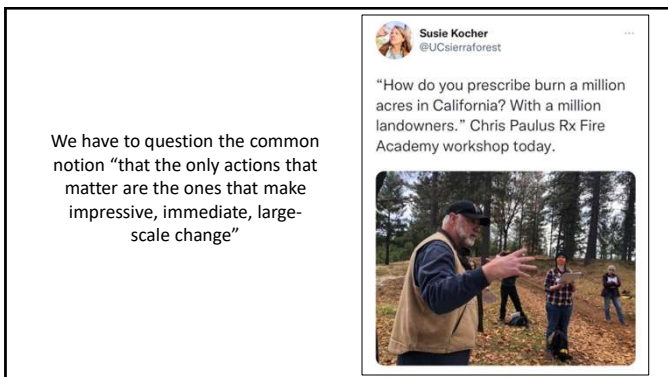 We have to question the common
notion “that the only actions that
matter are the ones that make
impressive, immediate, large-
scale change”
Susie Kocher
@UCsierraforest
“How do you prescribe burn a million
acres in California? With a million
landowners.” Chris Paulus Rx Fire
Academy workshop today.